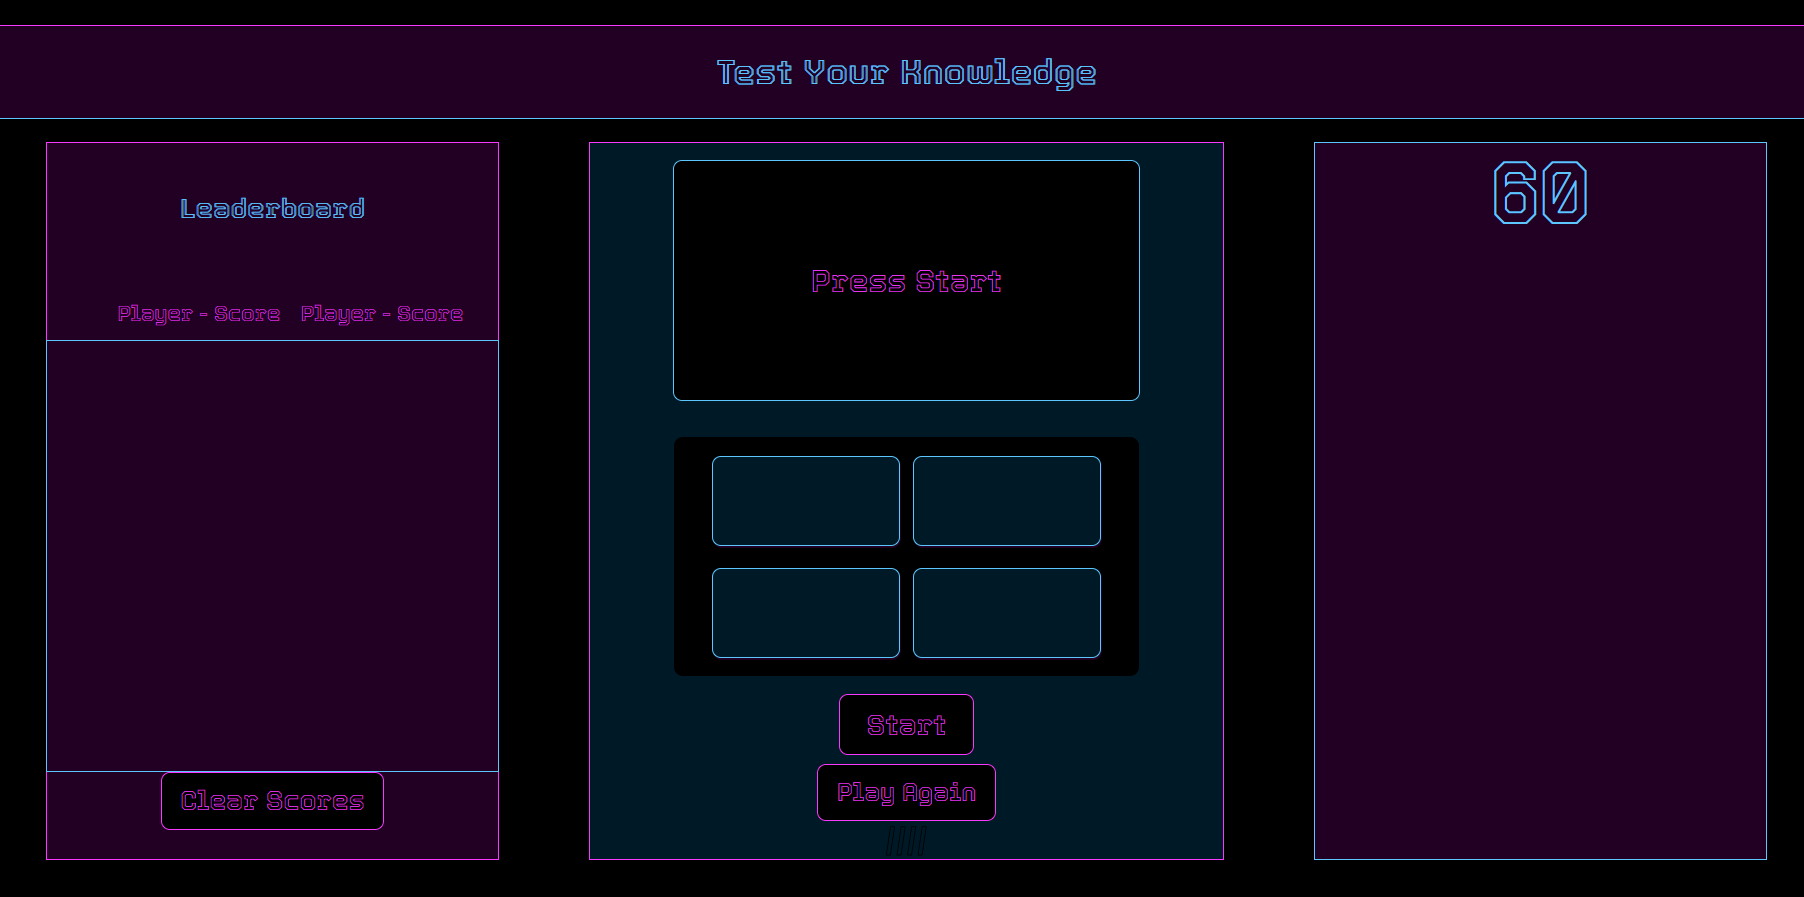 Test Your Knowledge
Leaderboard
Player - Score Player - Score
Clear Scores
Press Start
Start
Play Again
////
60